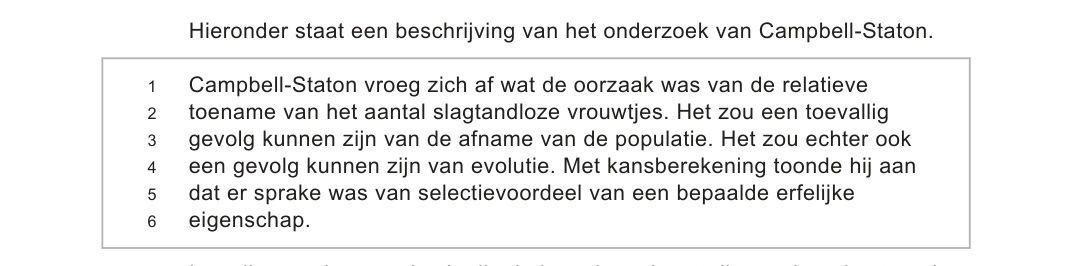 Hieronder staat een beschrijving van het onderzoek van Campbell-Staton.
1 Campbell-Staton vroeg zich af wat de oorzaak was van de relatieve
2 toename van het aantal slagtandloze vrouwtjes. Het zou een toevallig
3 gevolg kunnen zijn van de afname van de populatie. Het zou echter ook
4 een gevolg kunnen zijn van evolutie. Met kansberekening toonde hij aan
5 dat er sprake was van selectievoordeel van een bepaalde erfelijke
6 eigenschap.